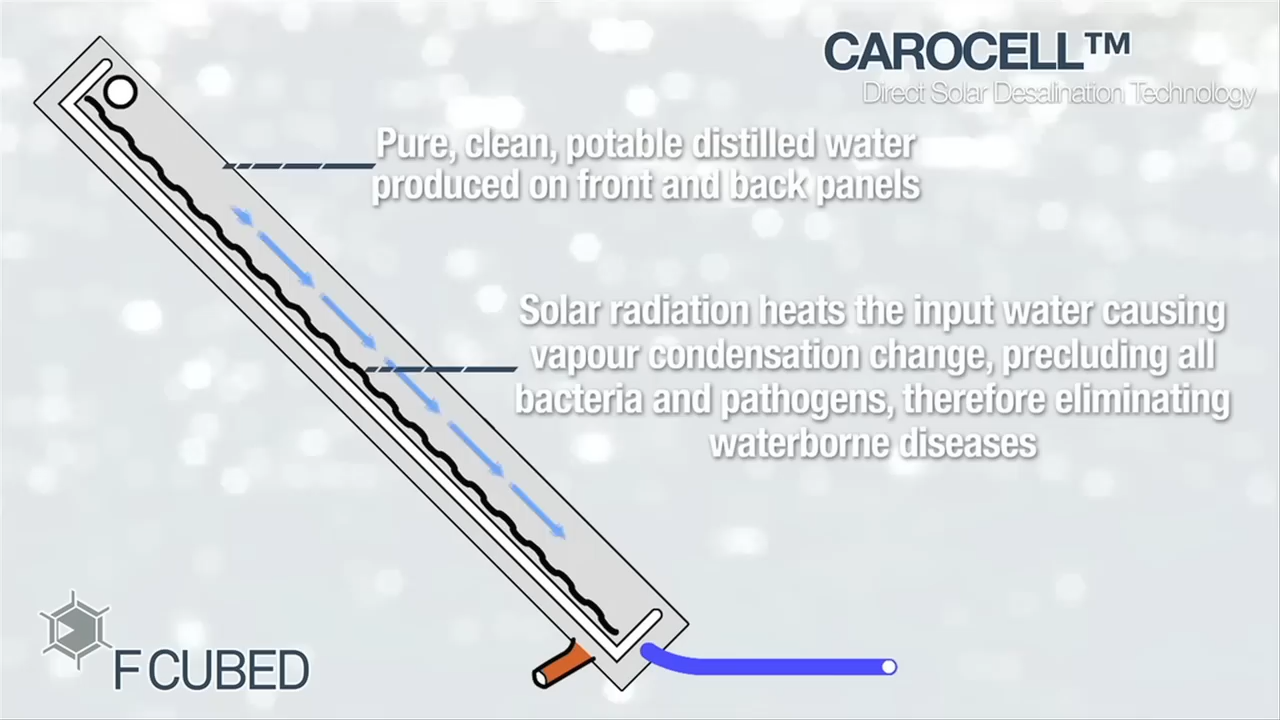 CAROCELL™
Direct Solar Desalination Technology
Pure, clean, potable distilled water
produced on front and back panels
Solar radiation heats the input water causing
vapour condensation change, precluding all
bacteria and pathogens, therefore eliminating
waterborne diseases
F CUBED